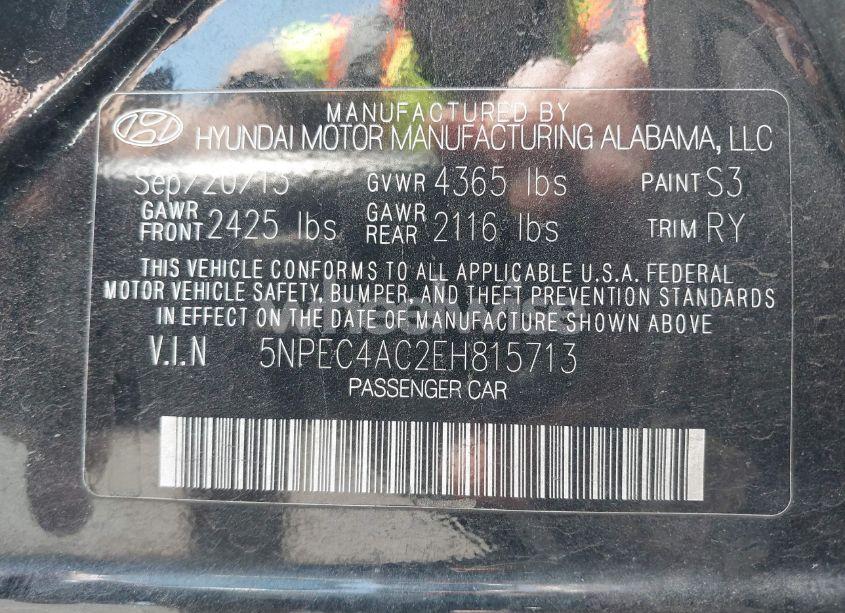 MANUFACTURED BY
HYUNDAI MOTOR MANUFACTURING ALABAMA, LLC
Sep/20/13 GVWR 4365 lbs PAINT S3
GAWR FRONT 2425 lbs GAWR REAR 2116 lbs TRIM RY
THIS VEHICLE CONFORMS TO ALL APPLICABLE U.S.A. FEDERAL
MOTOR VEHICLE SAFETY, BUMPER, AND THEFT PREVENTION STANDARDS
IN EFFECT ON THE DATE OF MANUFACTURE SHOWN ABOVE
V.I.N 5NPEC4AC2EH815713
PASSENGER CAR